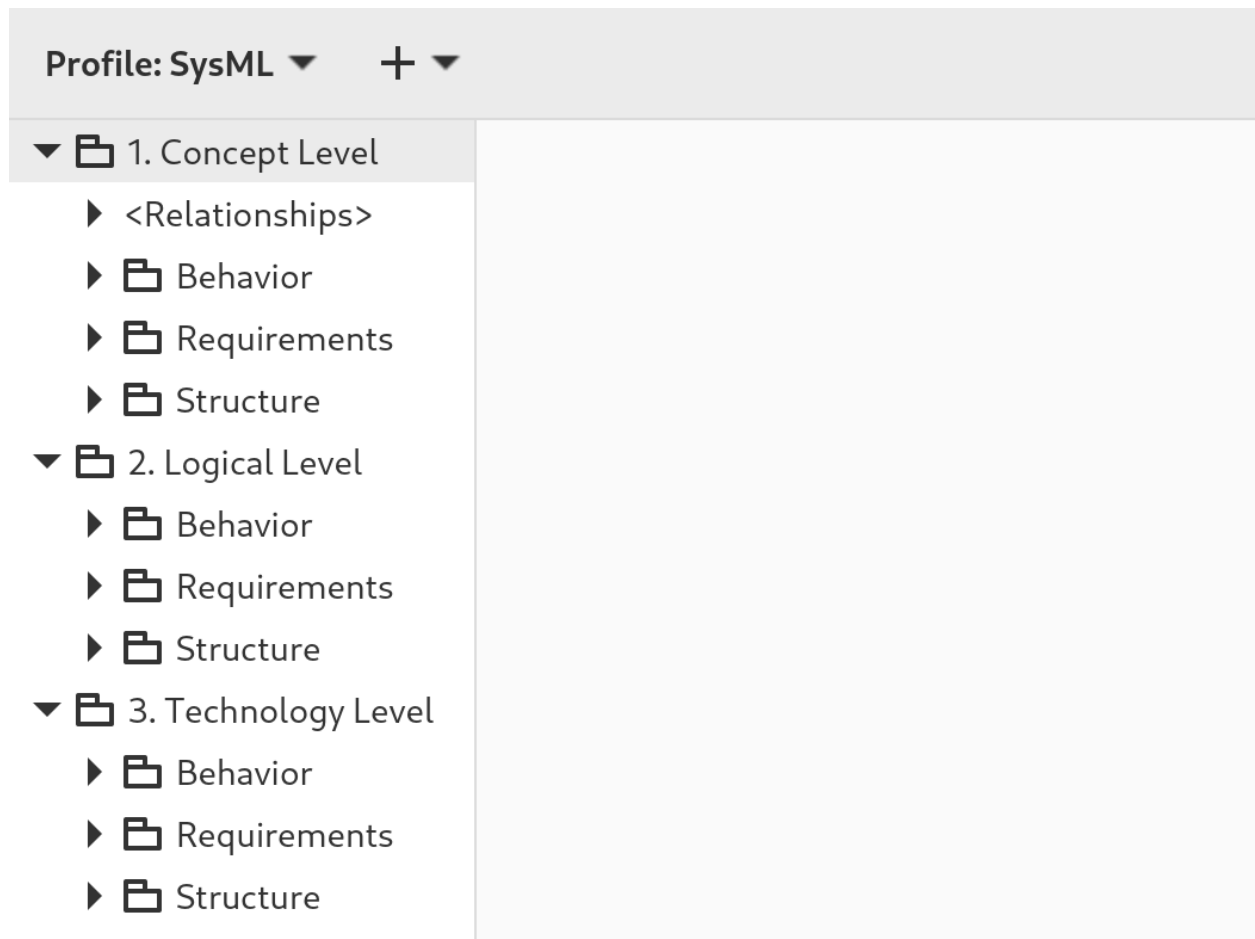 Profile: SysML
1. Concept Level
<Relationships>
Behavior
Requirements
Structure
2. Logical Level
Behavior
Requirements
Structure
3. Technology Level
Behavior
Requirements
Structure